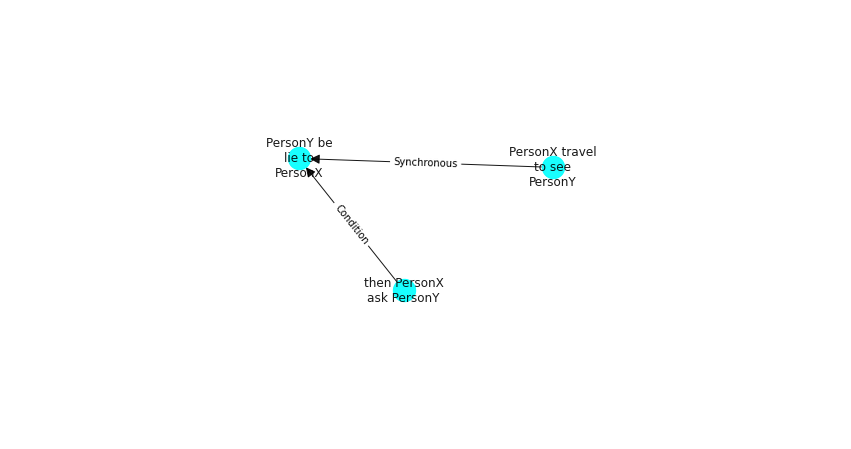 PersonY be
lie to
PersonX
Synchronous
PersonX travel
to see
PersonY
Condition
then PersonX
ask PersonY